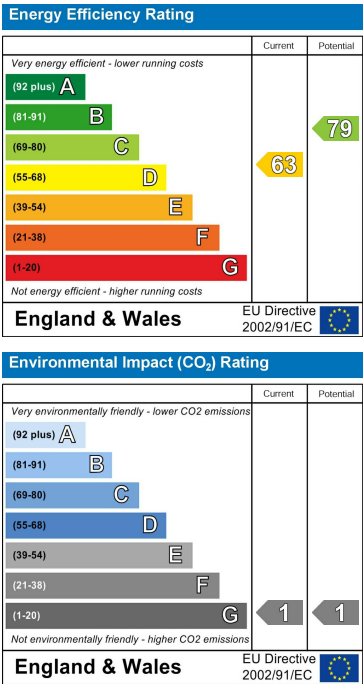 Energy Efficiency Rating
Current Potential
Very energy efficient - lower running costs
(92 plus) A
(81-91) B
(69-80) C
(55-68) D
(39-54) E
(21-38) F
(1-20) G
63
79
Not energy efficient - higher running costs
England & Wales
EU Directive
2002/91/EC
Environmental Impact (CO₂) Rating
Current Potential
Very environmentally friendly - lower CO2 emissions
(92 plus) A
(81-91) B
(69-80) C
(55-68) D
(39-54) E
(21-38) F
(1-20) G
1
1
Not environmentally friendly - higher CO2 emissions
England & Wales
EU Directive
2002/91/EC